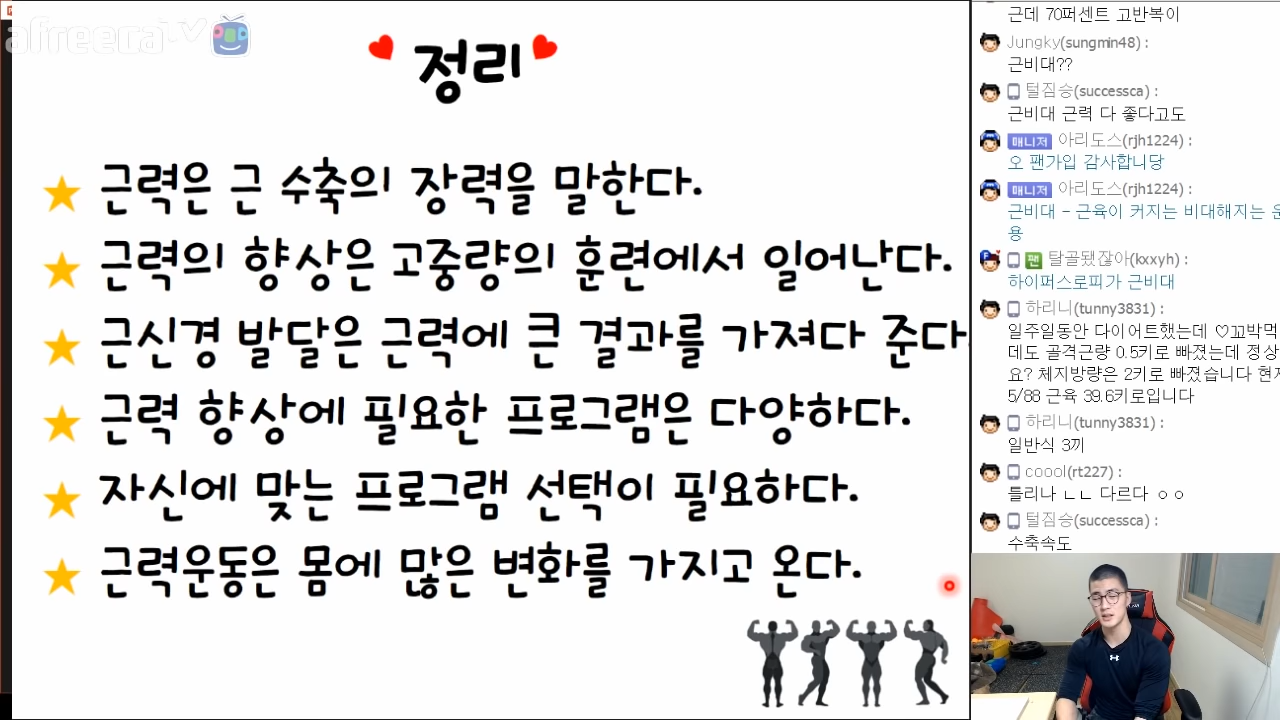 afreecaTV
정리
근력은 근 수축의 장력을 말한다.
근력의 향상은 고중량의 훈련에서 일어난다.
근신경 발달은 근력에 큰 결과를 가져다 준다
근력 향상에 필요한 프로그램은 다양하다.
자신에 맞는 프로그램 선택이 필요하다.
근력운동은 몸에 많은 변화를 가지고 온다.
근데 70퍼센트 고반복이
Jungky(sungmin48) :
근비대??
털짐승(successca) :
근비대 근력 다 좋다고도
매니저 아리도스(rjh1224) :
오 팬가입 감사합니당
매니저 아리도스(rjh1224) :
근비대 - 근육이 커지는 비대해지는 운
용
팬 탈골됐잖아(kxxyh) :
하이퍼스로피가 근비대
하리니(tunny3831) :
일주일동안 다이어트했는데 ♡꼬박먹
데도 골격근량 0.5키로 빠졌는데 정상
요? 체지방량은 2키로 빠졌습니다 현재
5/88 근육 39.6키로입니다
하리니(tunny3831) :
일반식 3끼
coool(rt227) :
틀리나 ㄴㄴ 다르다 ㅇㅇ
털짐승(successca) :
수축속도